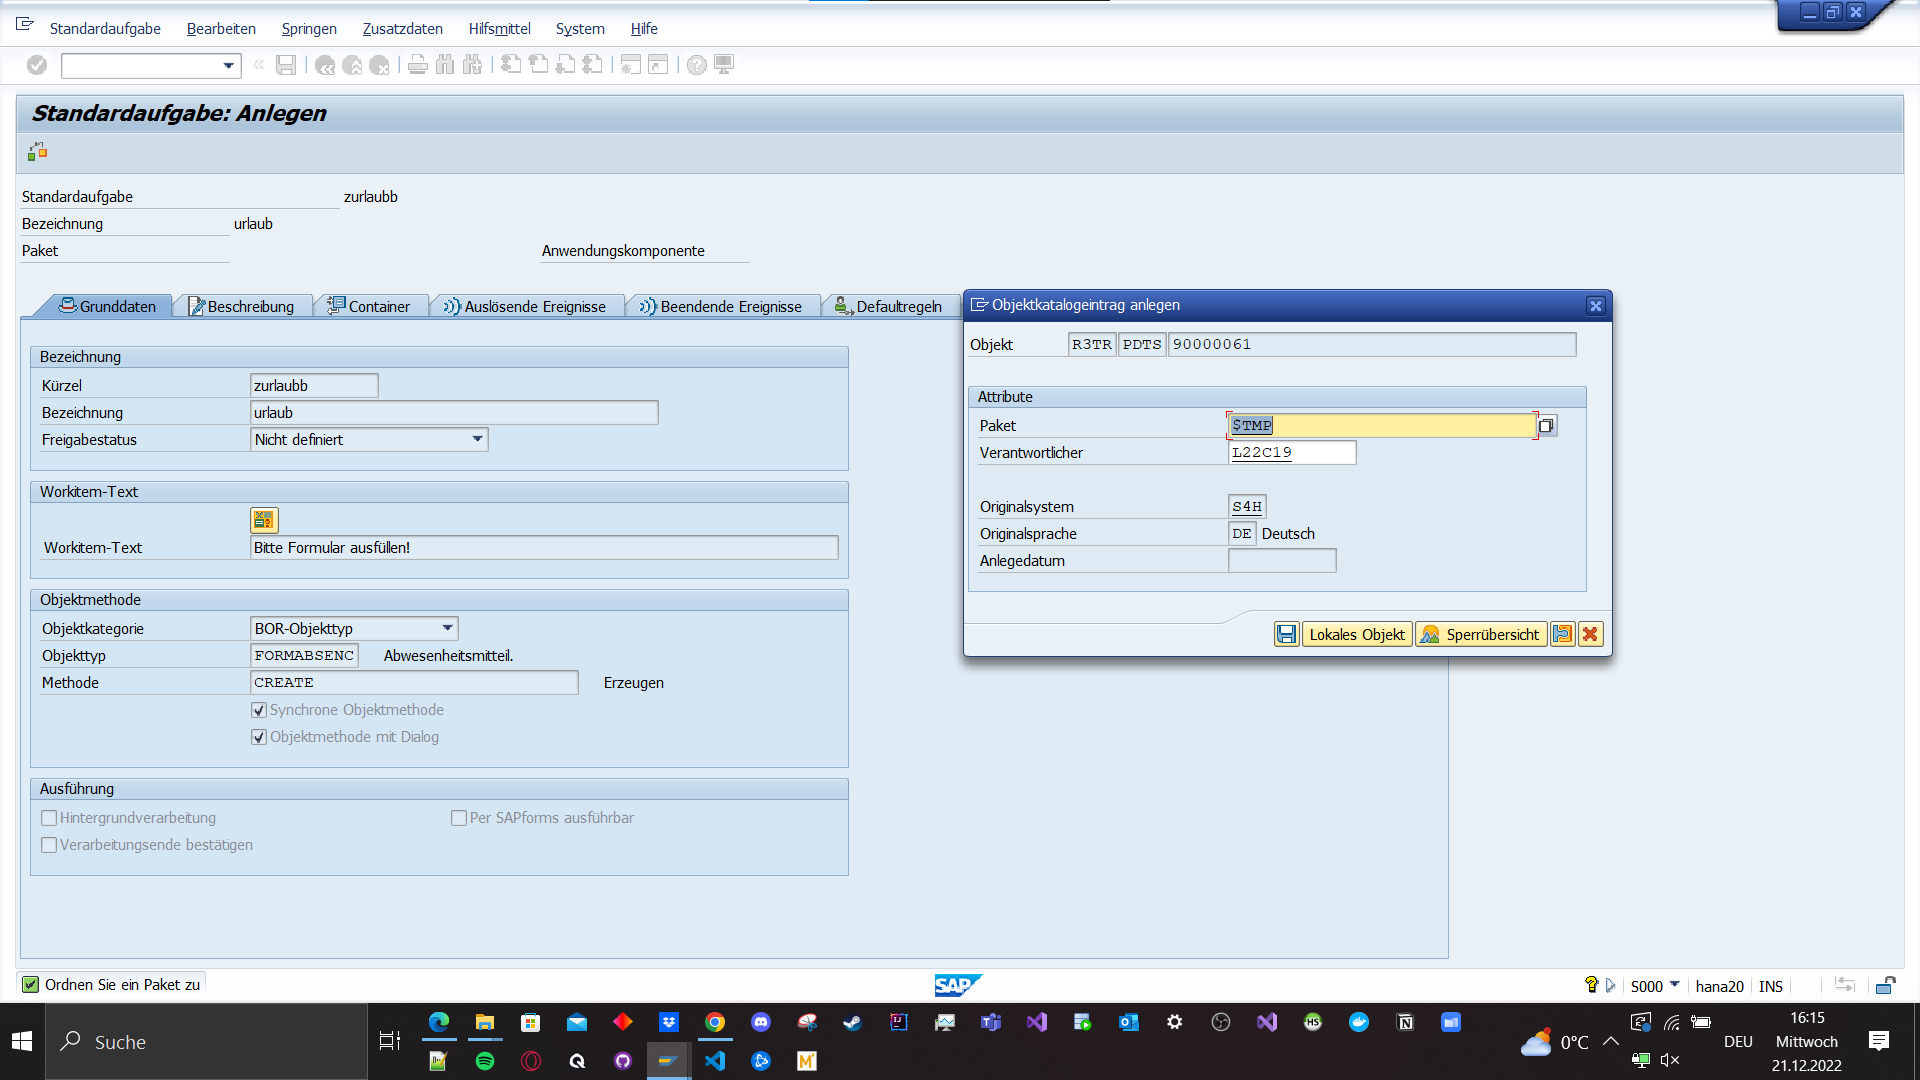 Standardaufgabe Bearbeiten Springen Zusatzdaten Hilfsmittel System Hilfe
Standardaufgabe: Anlegen
Standardaufgabe zurlaubb
Bezeichnung urlaub
Paket Anwendungskomponente
Grunddaten Beschreibung Container Auslösende Ereignisse Beendende Ereignisse Defaultregeln
Bezeichnung
Kürzel zurlaubb
Bezeichnung urlaub
Freigabestatus Nicht definiert
Workitem-Text
Workitem-Text Bitte Formular ausfüllen!
Objektmethode
Objektkategorie BOR-Objekttyp
Objekttyp FORMABSENC Abwesenheitsmitteil.
Methode CREATE Erzeugen
Synchrone Objektmethode
Objektmethode mit Dialog
Ausführung
Hintergrundverarbeitung Per SAPforms ausführbar
Verarbeitungsende bestätigen
Objektkatalogeintrag anlegen
Objekt R3TR PDTS 90000061
Attribute
Paket $TMP
Verantwortlicher L22C19
Originalsystem S4H
Originalsprache DE Deutsch
Anlegedatum
Lokales Objekt Sperrübersicht
Ordnen Sie ein Paket zu SAP S000 hana20 INS
Suche
0°C DEU
16:15
Mittwoch
21.12.2022